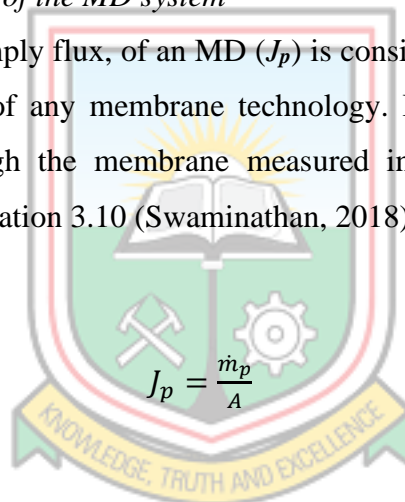 of the MD system
ply flux, of an MD (Jₚ) is consi
of any membrane technology.
gh the membrane measured in
ation 3.10 (Swaminathan, 2018)
Jₚ = ṁₚ/A
KNOWLEDGE, TRUTH AND EXCELLENCE